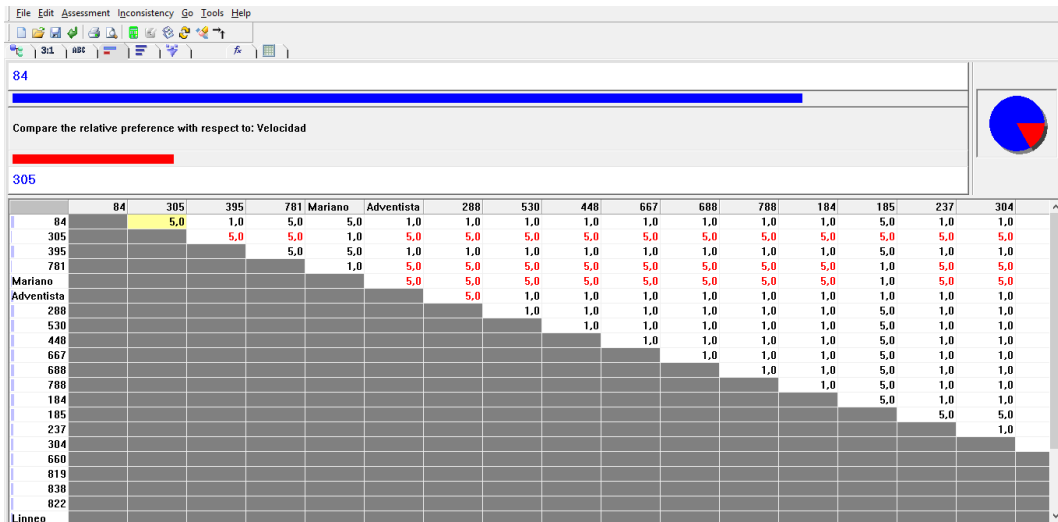 File Edit Assessment Inconsistency Go Tools Help
3:1 ABC fx
84
Compare the relative preference with respect to: Velocidad
305
84 305 395 781 Mariano Adventista 288 530 448 667 688 788 184 185 237 304
84 5,0 1,0 5,0 5,0 1,0 1,0 1,0 1,0 1,0 1,0 1,0 1,0 5,0 1,0 1,0
305 5,0 5,0 1,0 5,0 5,0 5,0 5,0 5,0 5,0 5,0 5,0 1,0 5,0 5,0
395 5,0 5,0 1,0 1,0 1,0 1,0 1,0 1,0 1,0 1,0 5,0 1,0 1,0
781 1,0 5,0 5,0 5,0 5,0 5,0 5,0 5,0 5,0 1,0 5,0 5,0
Mariano 5,0 5,0 5,0 5,0 5,0 5,0 5,0 5,0 1,0 5,0 5,0
Adventista 5,0 1,0 1,0 1,0 1,0 1,0 1,0 5,0 1,0 1,0
288 1,0 1,0 1,0 1,0 1,0 1,0 5,0 1,0 1,0
530 1,0 1,0 1,0 1,0 1,0 5,0 1,0 1,0
448 1,0 1,0 1,0 1,0 5,0 1,0 1,0
667 1,0 1,0 1,0 5,0 1,0 1,0
688 1,0 1,0 5,0 1,0 1,0
788 1,0 5,0 1,0 1,0
184 5,0 1,0 1,0
185 5,0 5,0
237 1,0
304
660
819
838
822
Linneo